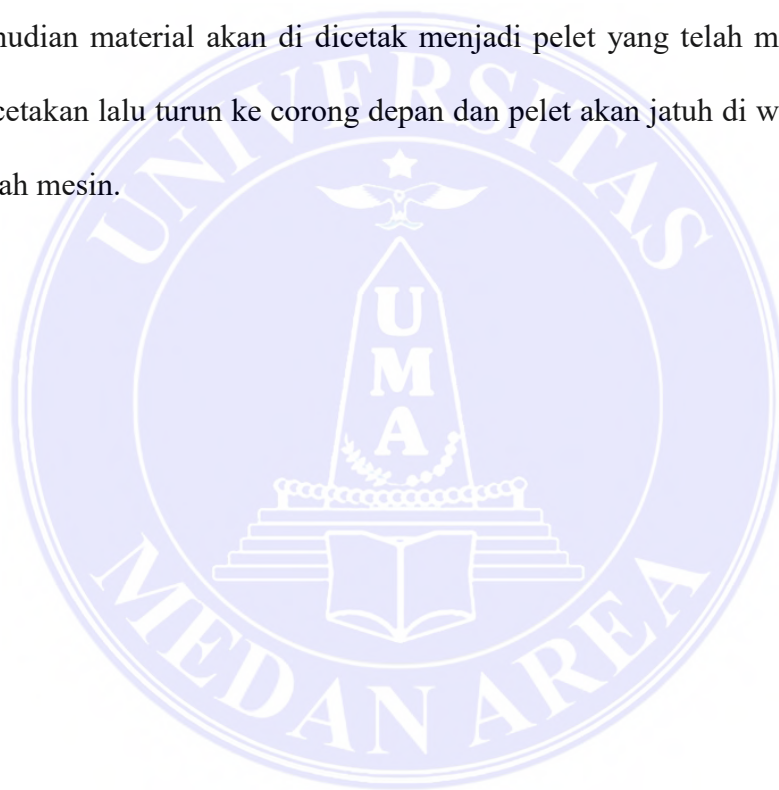 mudian material akan di dicetak menjadi pelet yang telah m
cetakan lalu turun ke corong depan dan pelet akan jatuh di w
ah mesin.
UNIVERSITAS
U
M
A
MEDAN AREA